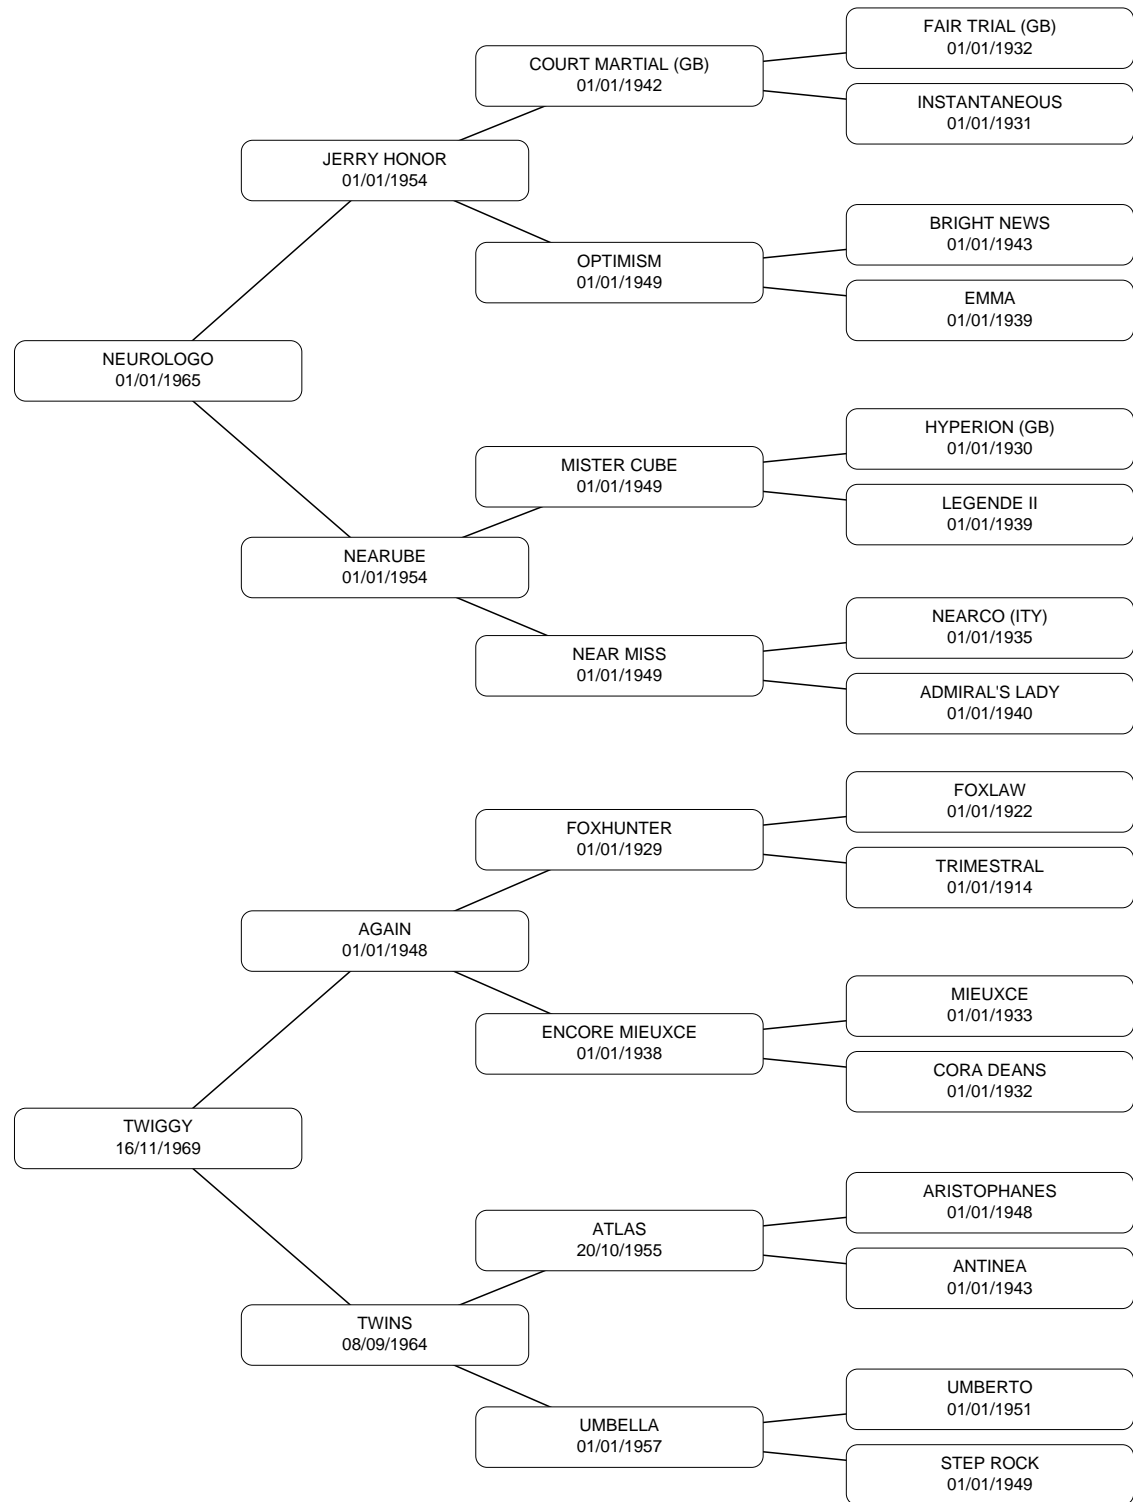 FAIR TRIAL (GB)
01/01/1932
COURT MARTIAL (GB)
01/01/1942
INSTANTANEOUS
01/01/1931
JERRY HONOR
01/01/1954
BRIGHT NEWS
01/01/1943
OPTIMISM
01/01/1949
EMMA
01/01/1939
NEUROLOGO
01/01/1965
HYPERION (GB)
01/01/1930
MISTER CUBE
01/01/1949
LEGENDE II
01/01/1939
NEARUBE
01/01/1954
NEARCO (ITY)
01/01/1935
NEAR MISS
01/01/1949
ADMIRAL'S LADY
01/01/1940
FOXLAW
01/01/1922
FOXHUNTER
01/01/1929
TRIMESTRAL
01/01/1914
AGAIN
01/01/1948
MIEUXCE
01/01/1933
ENCORE MIEUXCE
01/01/1938
CORA DEANS
01/01/1932
TWIGGY
16/11/1969
ARISTOPHANES
01/01/1948
ATLAS
20/10/1955
ANTINEA
01/01/1943
TWINS
08/09/1964
UMBERTO
01/01/1951
UMBELLA
01/01/1957
STEP ROCK
01/01/1949